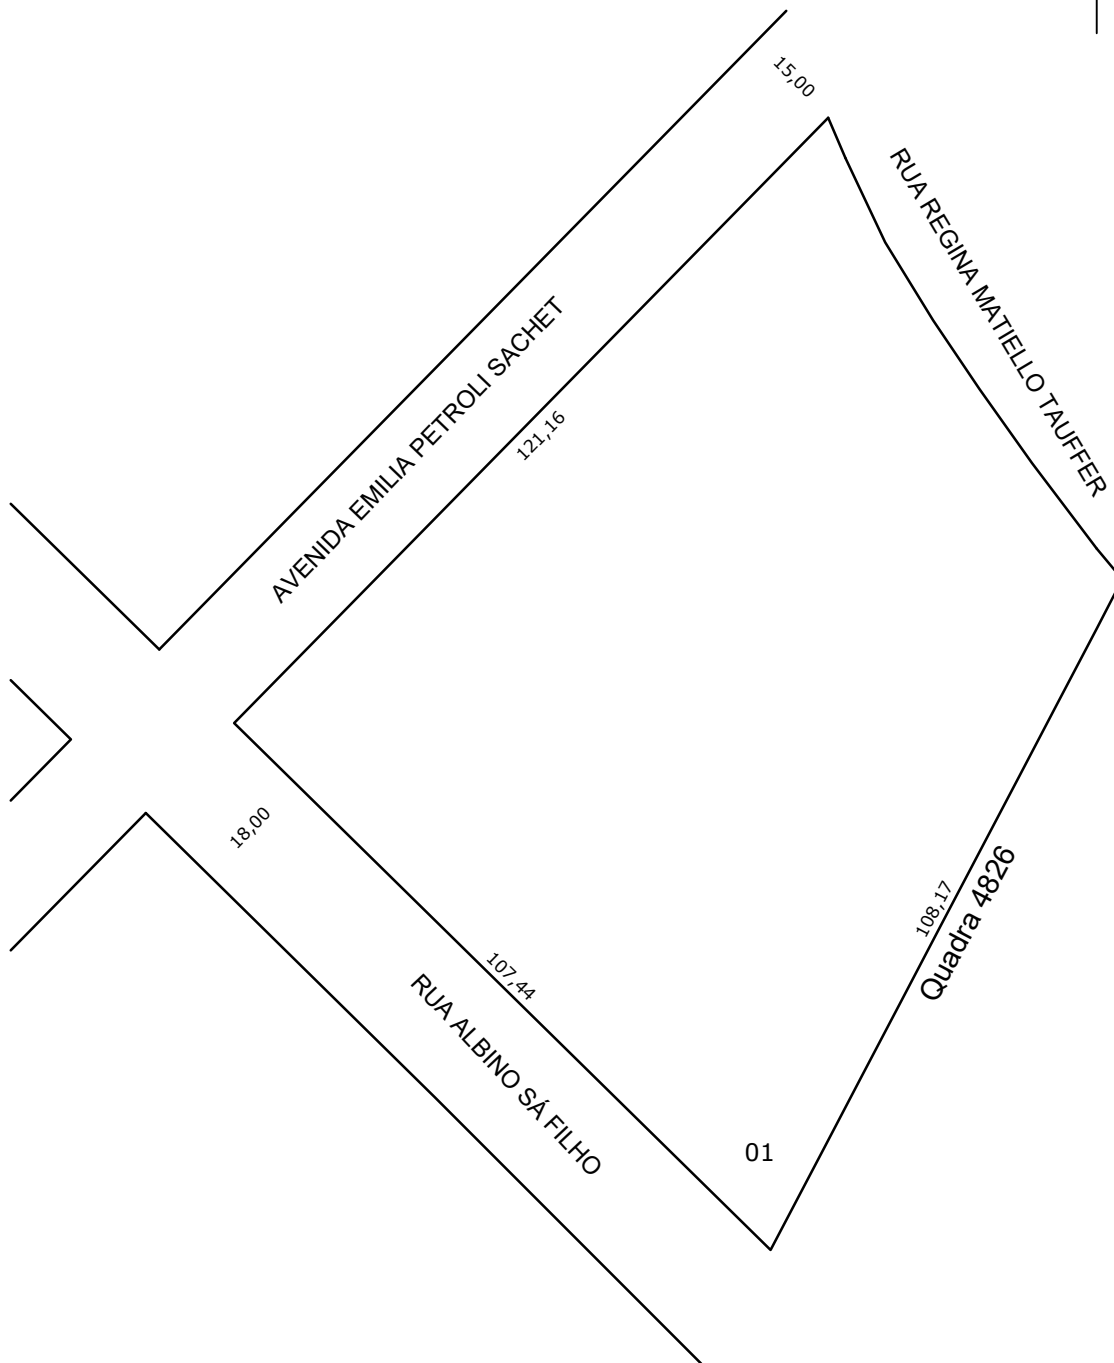 15,00
RUA REGINA MATIELLO TAUFFER
AVENIDA EMILIA PETROLI SACHET
121,16
18,00
108,17
Quadra 4826
107,44
RUA ALBINO SÁ FILHO
01